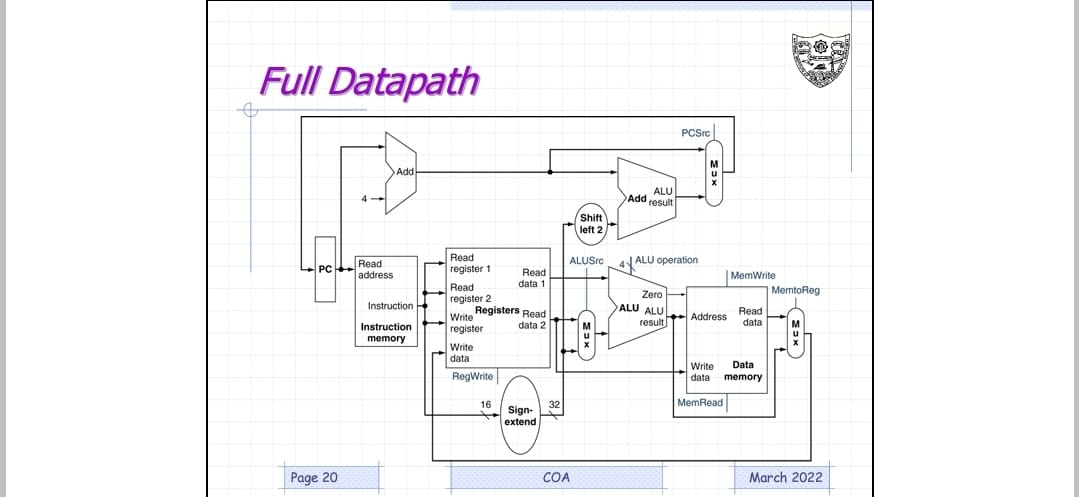 Full Datapath
PCSrc
M
u
x
Add
4
ALU
Add result
Shift
left 2
PC
Read
address
Instruction
Instruction
memory
Read
register 1
Read
data 1
Read
register 2
Registers
Write
register
Read
data 2
Write
data
RegWrite
16
Sign-
extend
32
ALUSrc
M
u
x
4
ALU operation
Zero
ALU
ALU
result
MemWrite
MemtoReg
Address
Read
data
M
u
x
Write
data
Data
memory
MemRead
Page 20
COA
March 2022